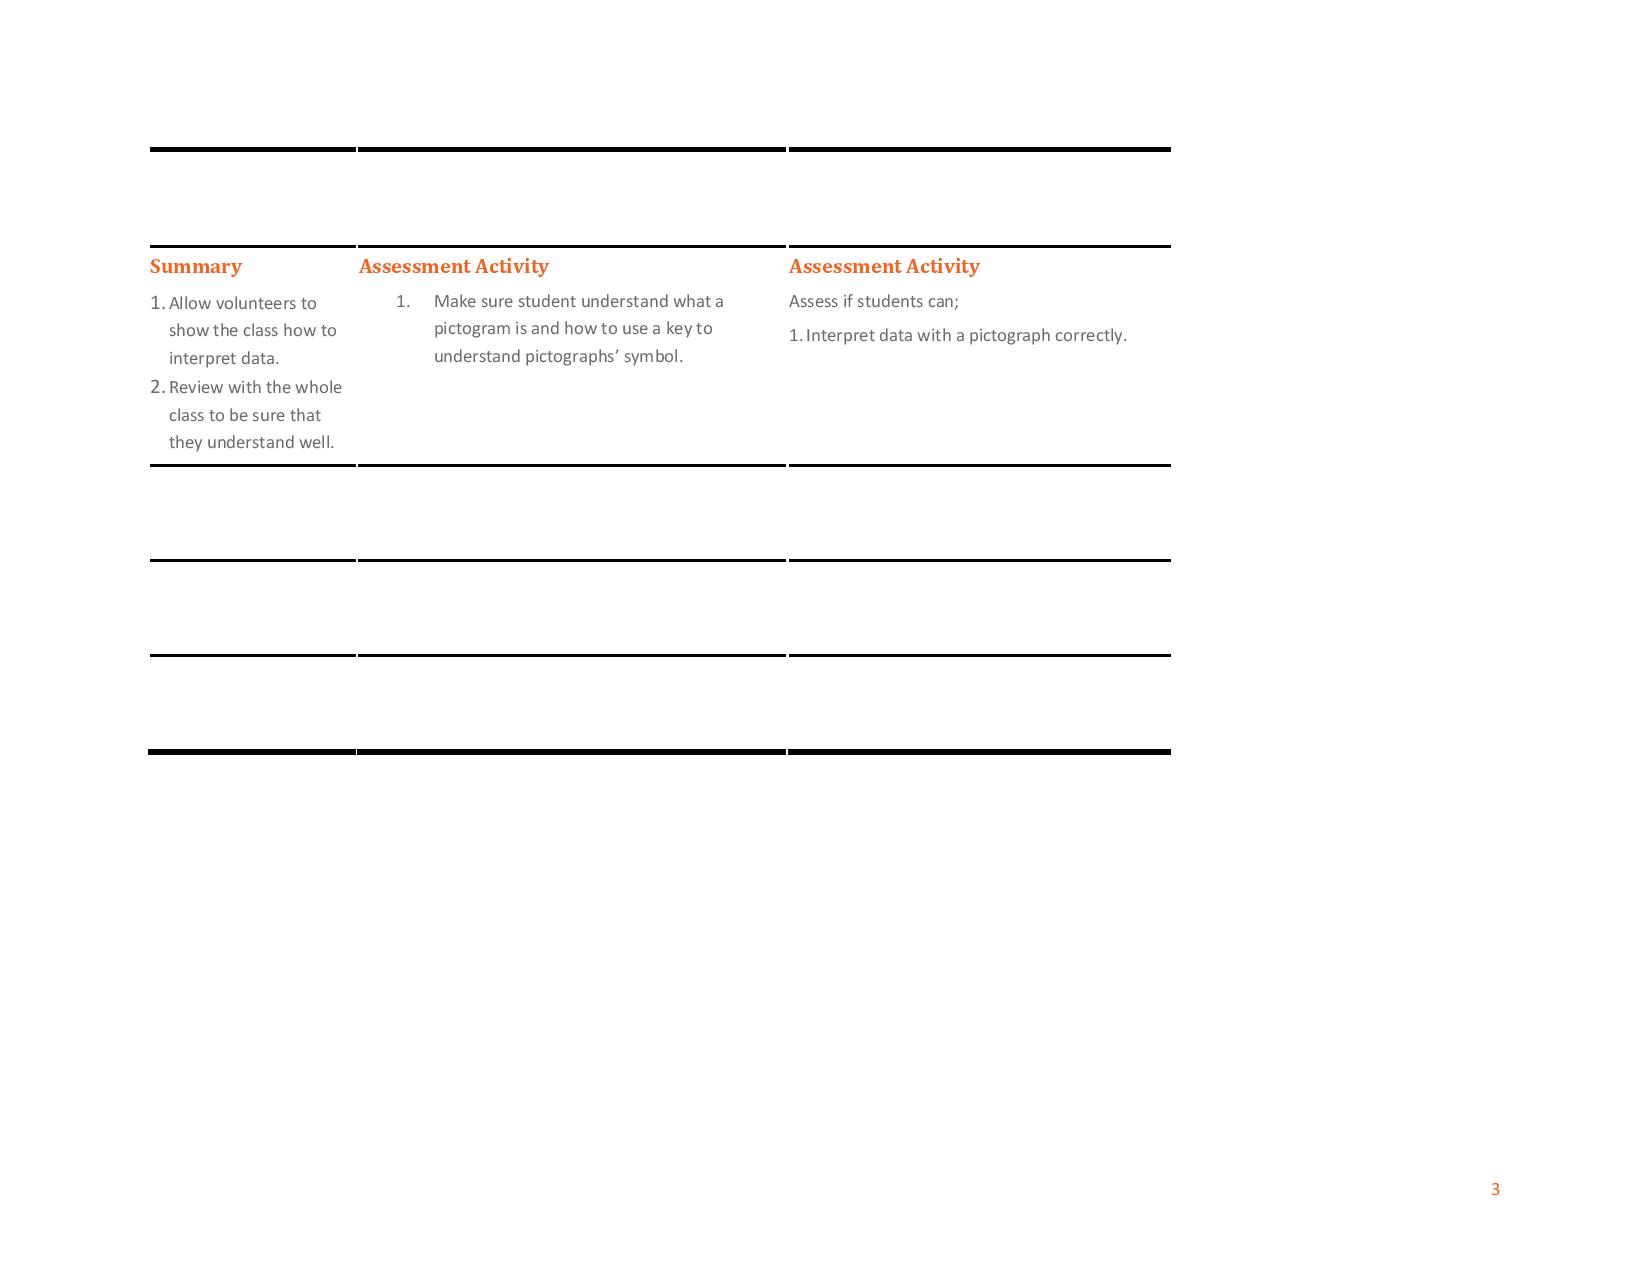 Summary
1. Allow volunteers to
show the class how to
interpret data.
2. Review with the whole
class to be sure that
they understand well.
Assessment Activity
1. Make sure student understand what a
pictogram is and how to use a key to
understand pictographs’ symbol.
Assessment Activity
Assess if students can;
1. Interpret data with a pictograph correctly.
3